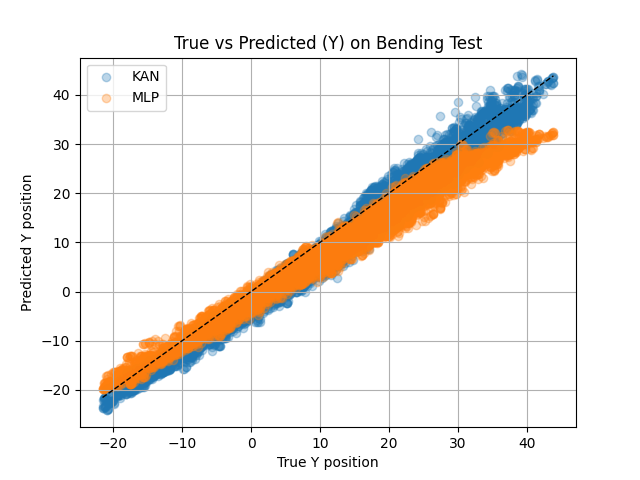 True vs Predicted (Y) on Bending Test
KAN
MLP
40
30
20
10
0
−10
−20
Predicted Y position
−20 −10 0 10 20 30 40
True Y position